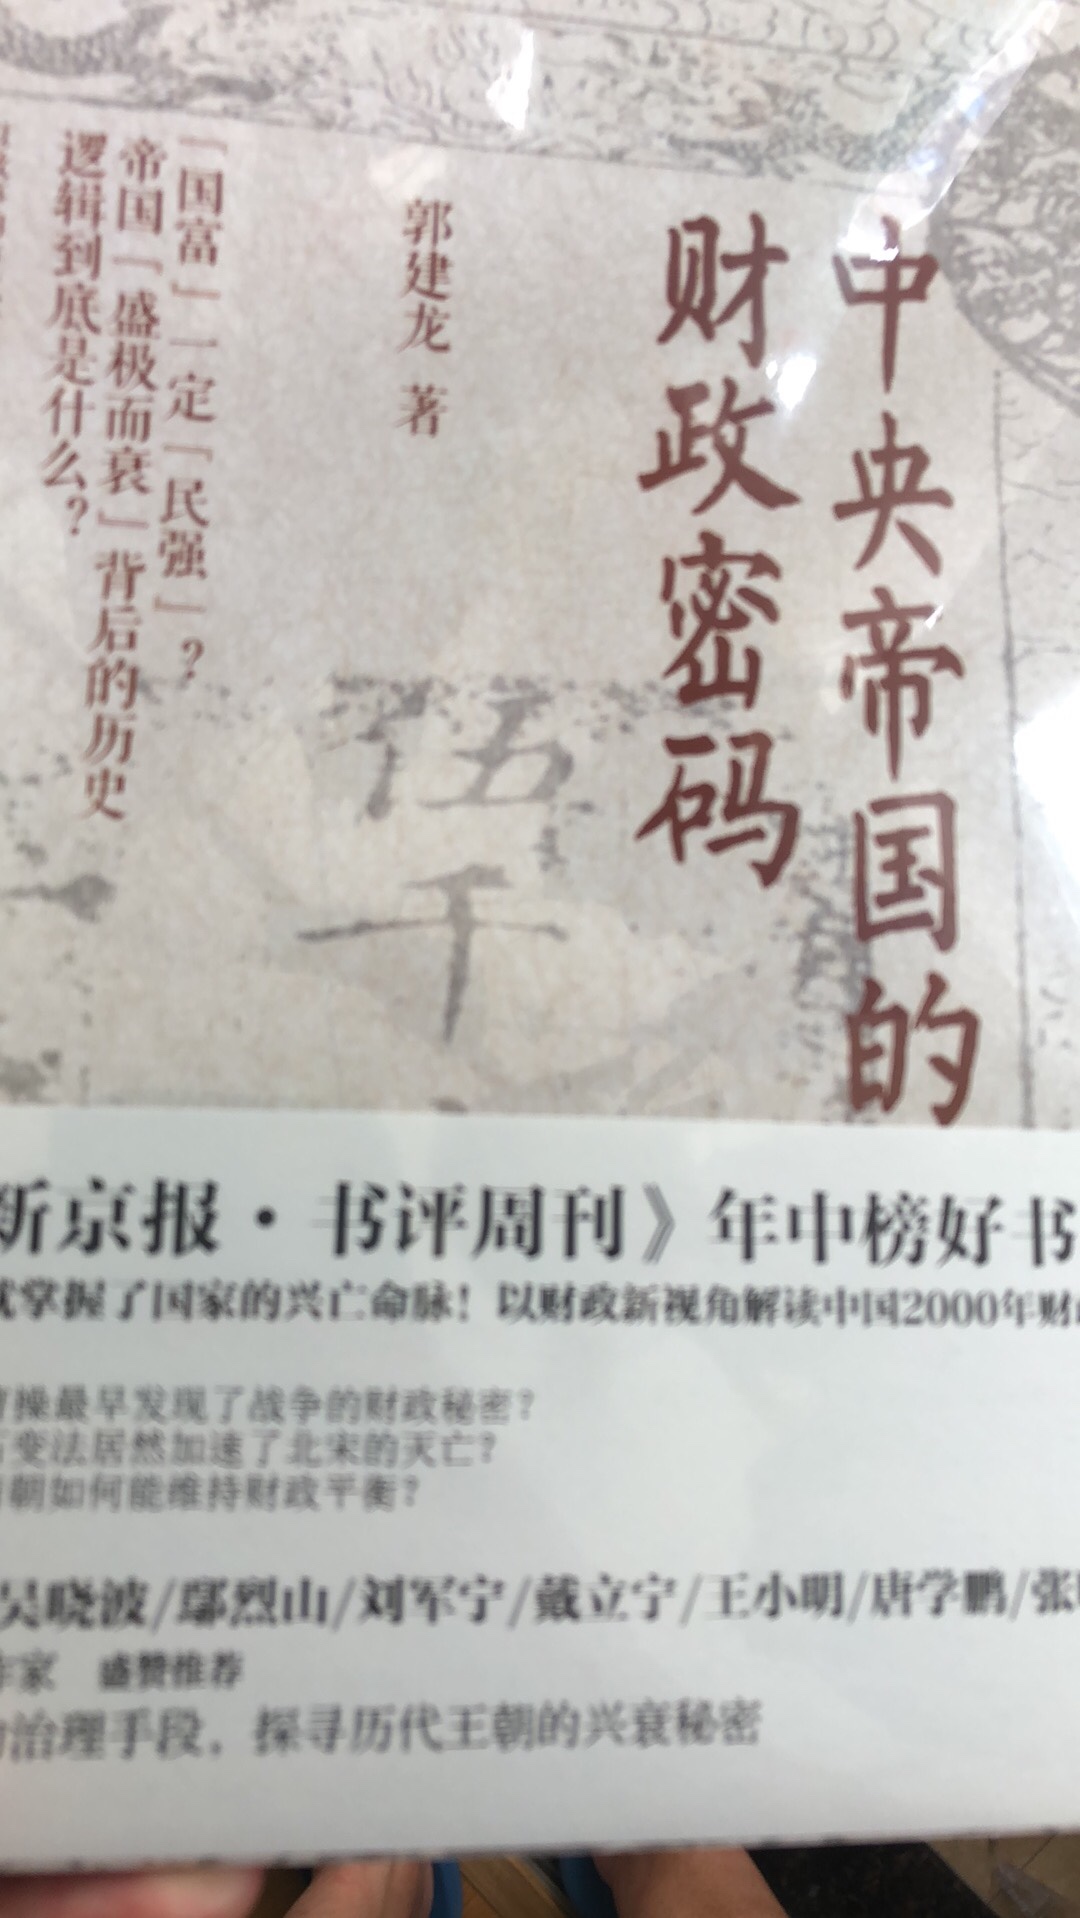 中央帝国的
财政密码
郭建龙 著
「国富」一定「民强」?
帝国「盛极而衰」背后的历史
逻辑到底是什么?
伍
千
新京报·书评周刊》年中榜好书
掌握了国家的兴亡命脉!以财政新视角解读中国2000年财
曹操最早发现了战争的财政秘密?
变法居然加速了北宋的灭亡?
朝如何能维持财政平衡?
吴晓波/鄢烈山/刘军宁/戴立宁/王小明/唐学鹏/张
作家 盛赞推荐
治理手段,探寻历代王朝的兴衰秘密